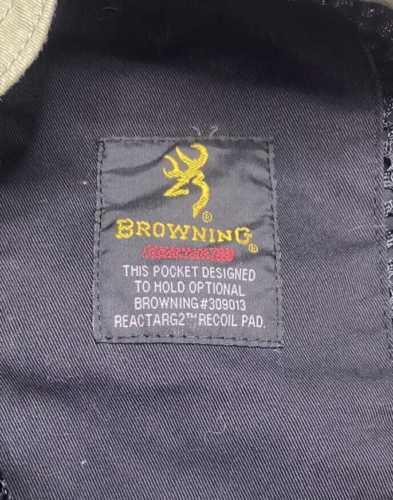 BROWNING
THIS POCKET DESIGNED
TO HOLD OPTIONAL
BROWNING#309013
REACTARG2™ RECOIL PAD.